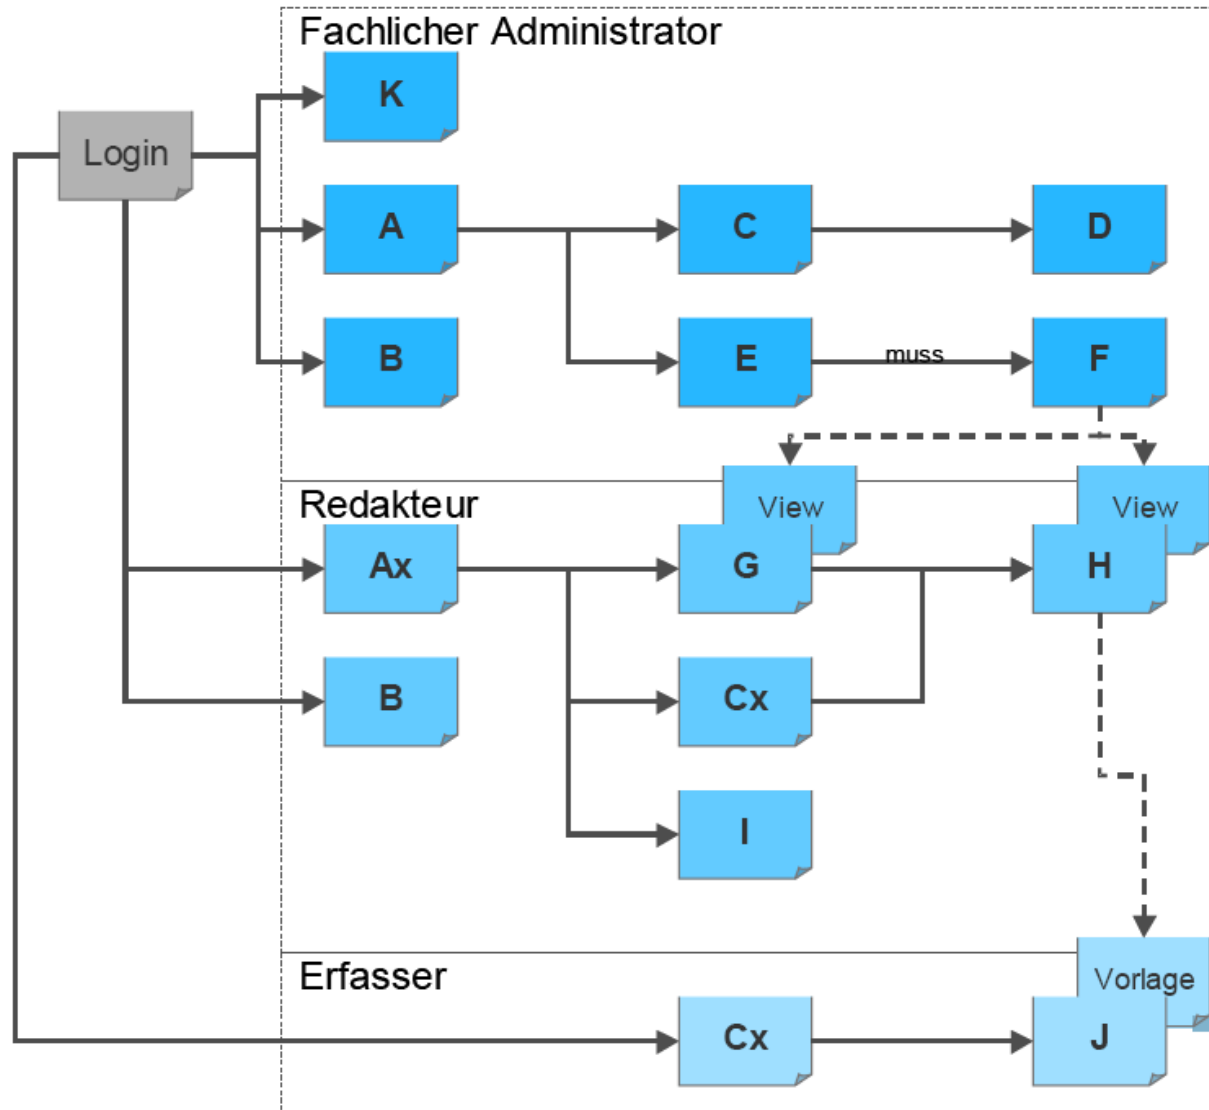 Fachlicher Administrator
K
Login
A
C
D
B
E
muss
F
Redakteur
View
View
Ax
G
H
B
Cx
I
Erfasser
Vorlage
Cx
J